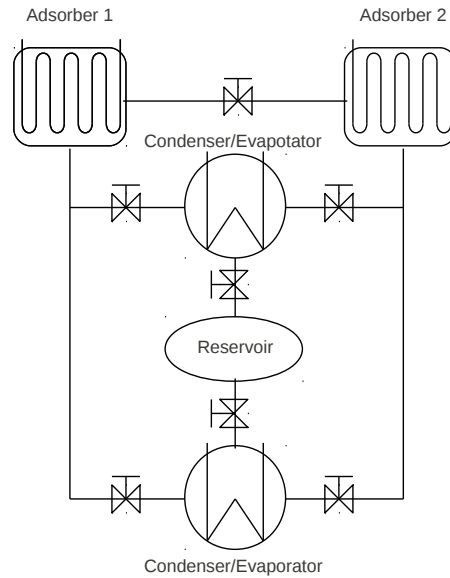 Adsorber 1
Adsorber 2
Condenser/Evapotator
Reservoir
Condenser/Evaporator